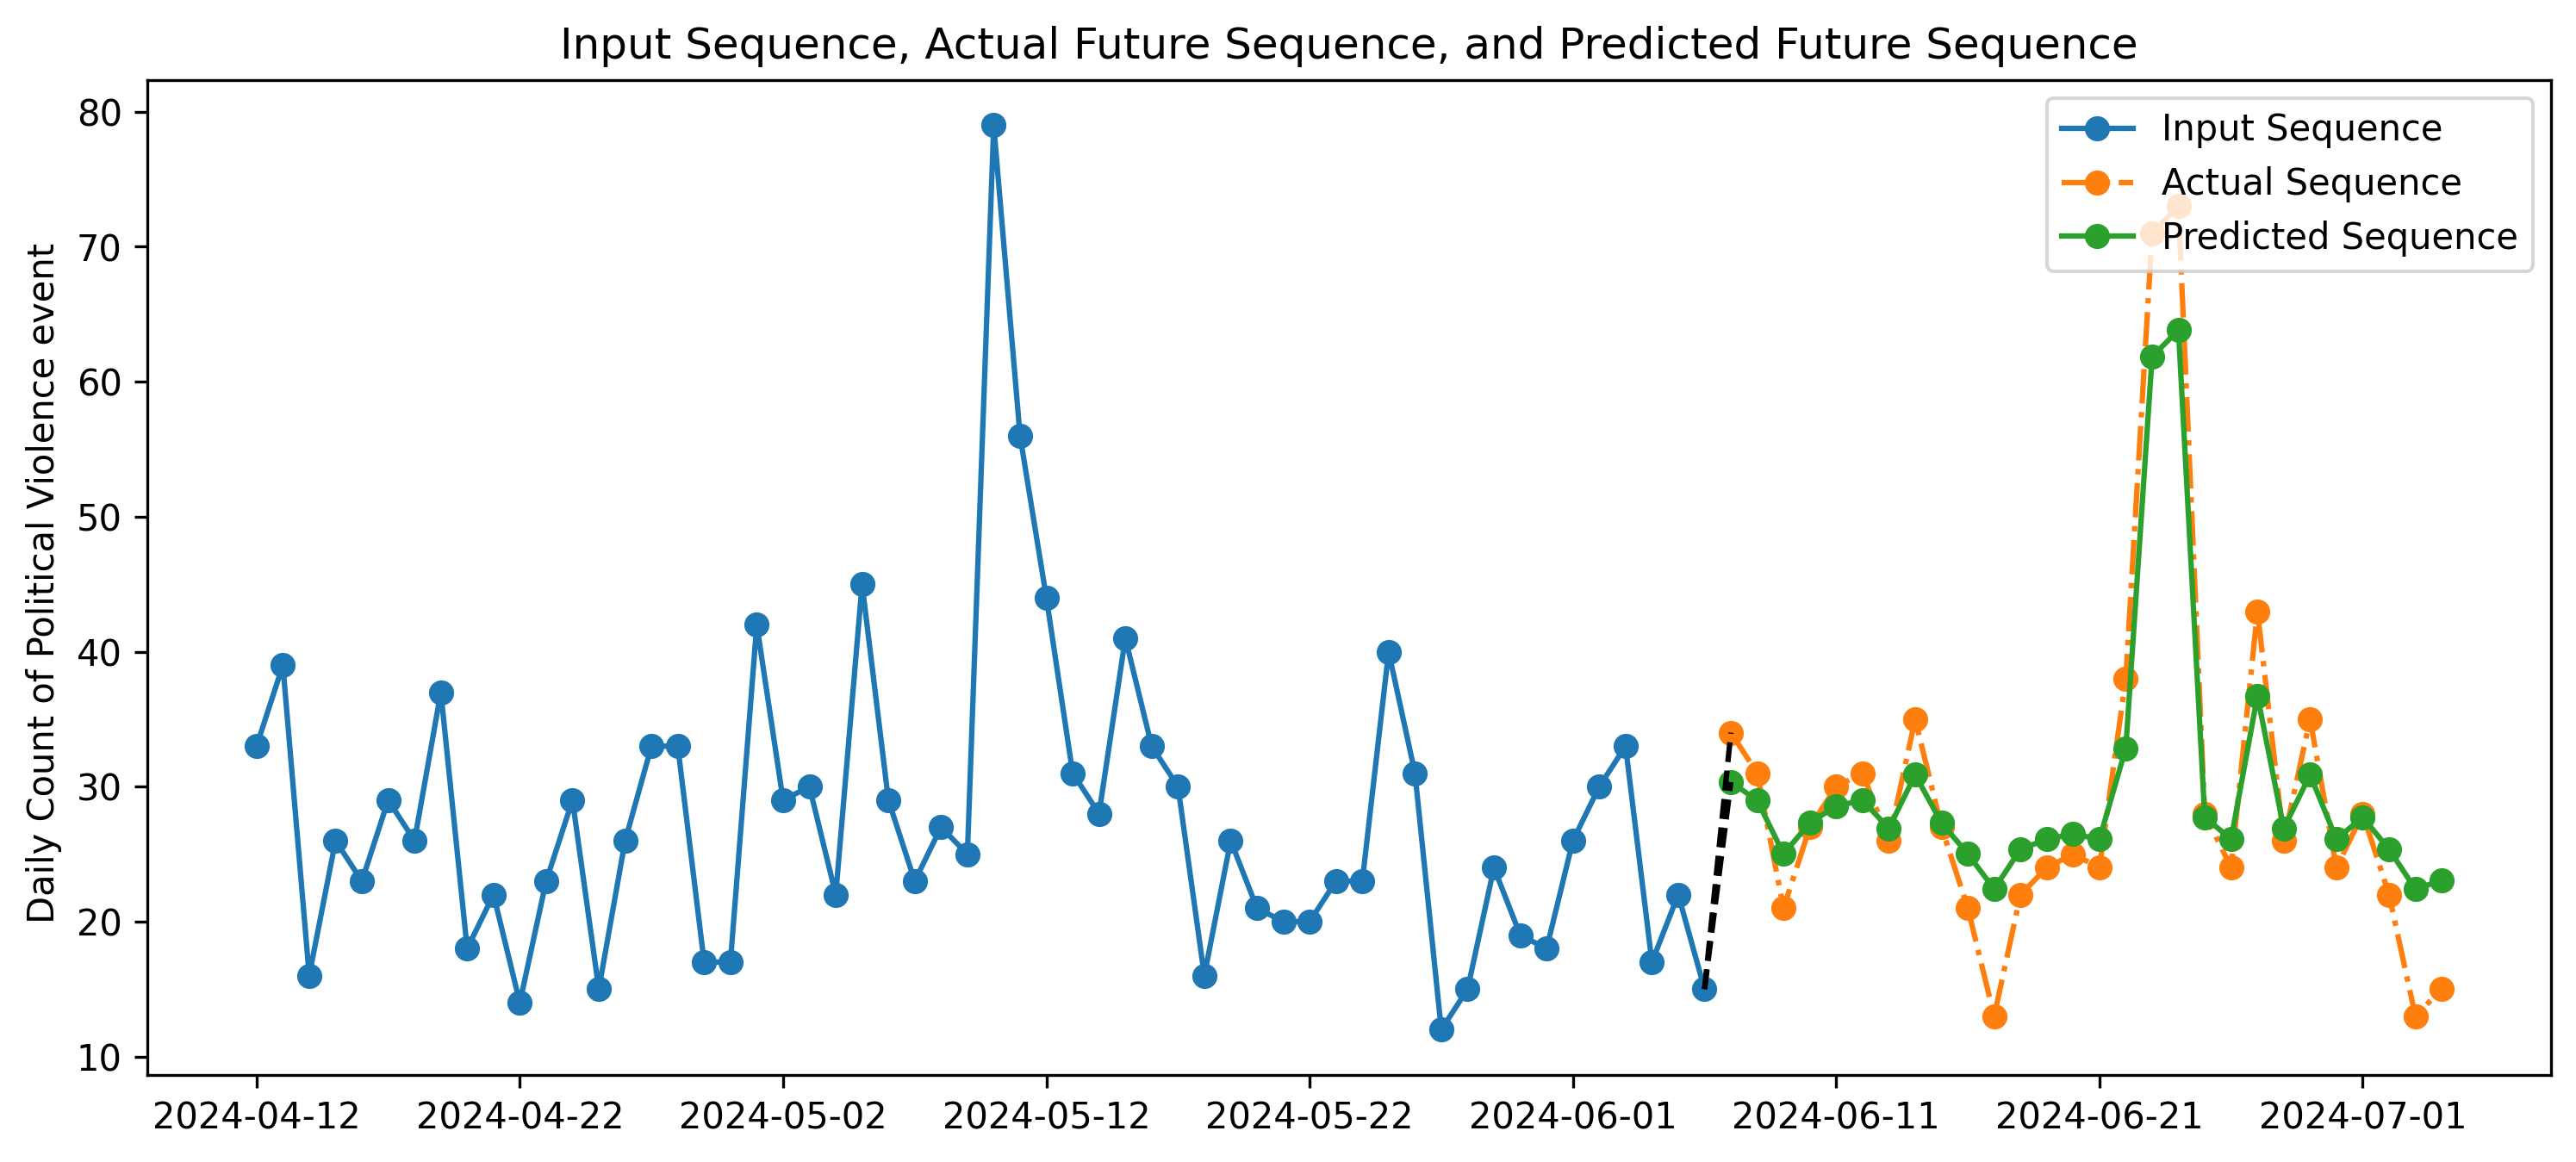 Input Sequence, Actual Future Sequence, and Predicted Future Sequence
Daily Count of Political Violence event
80
70
60
50
40
30
20
10
Input Sequence
Actual Sequence
Predicted Sequence
2024-04-12 2024-04-22 2024-05-02 2024-05-12 2024-05-22 2024-06-01 2024-06-11 2024-06-21 2024-07-01